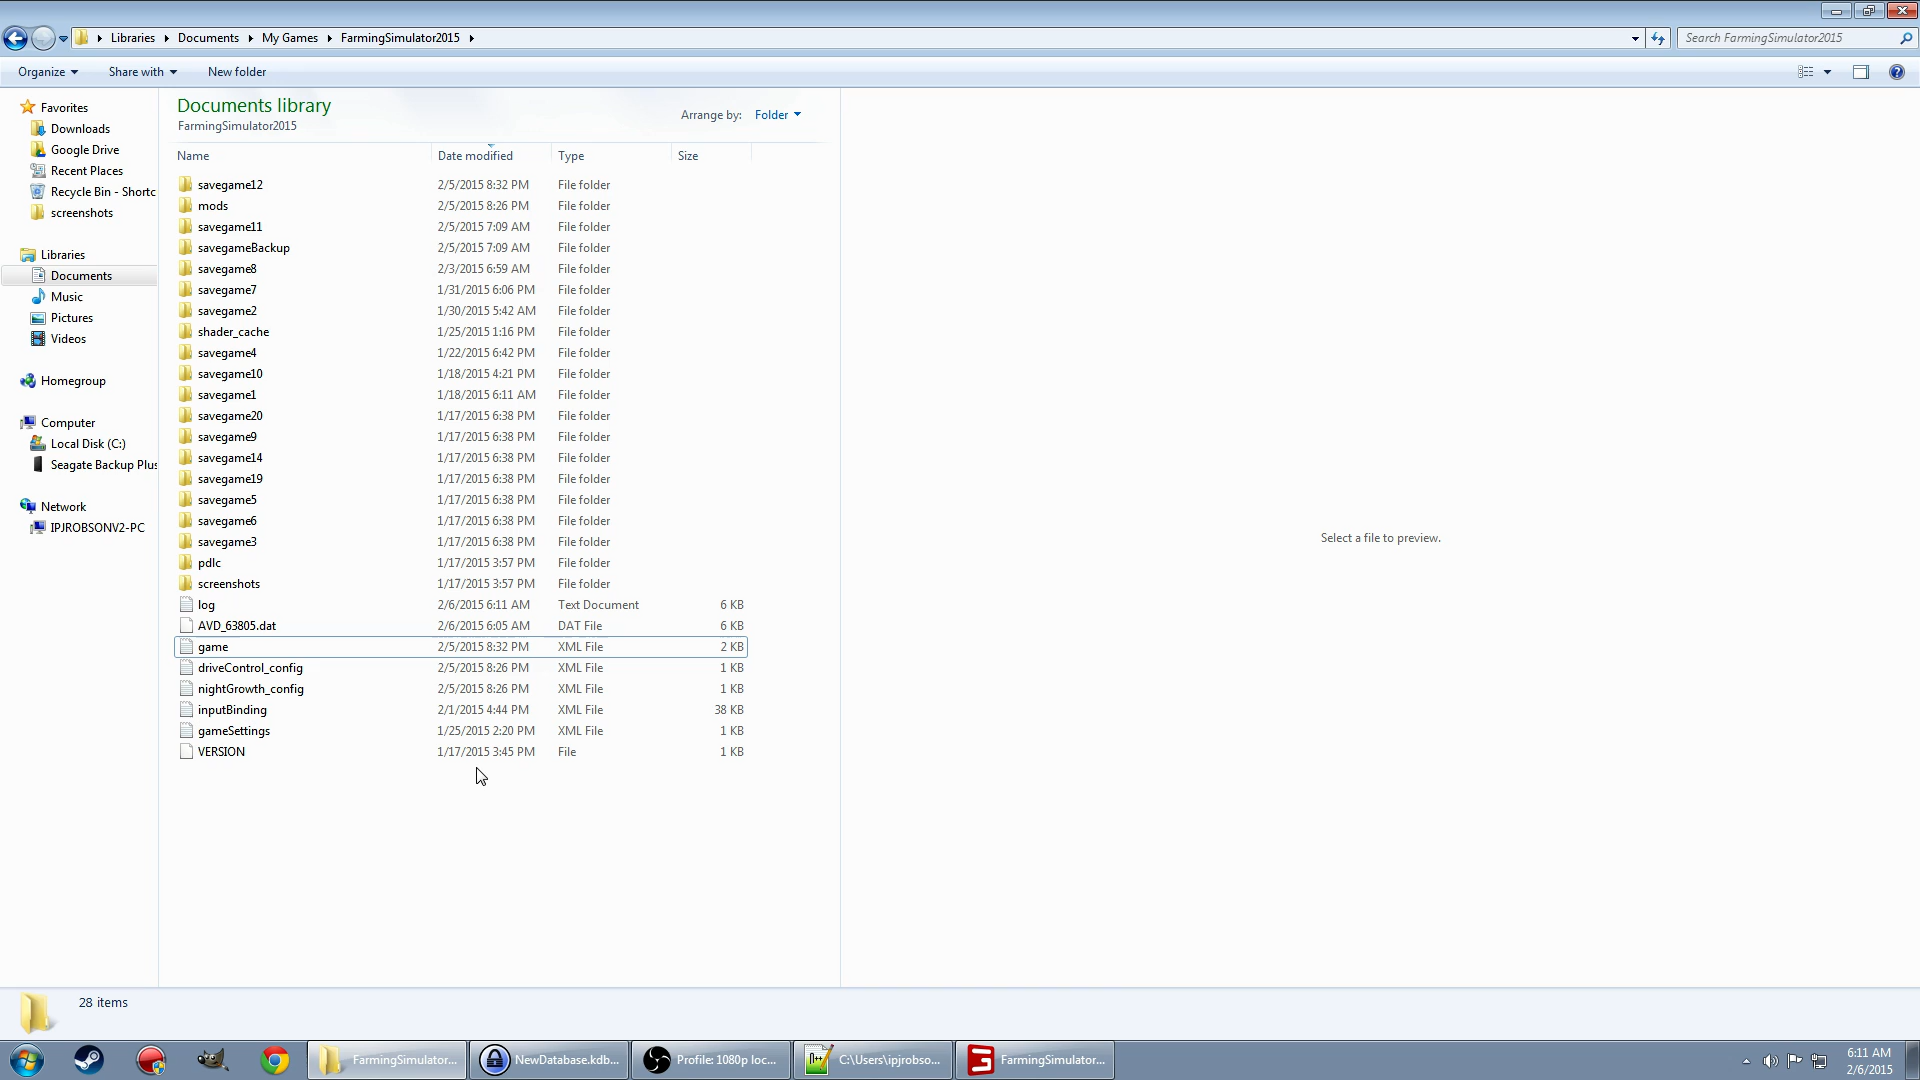 Libraries Documents My Games FarmingSimulator2015
Search FarmingSimulator2015
Organize Share with New folder
Favorites
Downloads
Google Drive
Recent Places
Recycle Bin - Shortc
screenshots
Libraries
Documents
Music
Pictures
Videos
Homegroup
Computer
Local Disk (C:)
Seagate Backup Plus
Network
IPJROBSONV2-PC
Documents library
FarmingSimulator2015
Arrange by: Folder
Name Date modified Type Size
savegame12 2/5/2015 8:32 PM File folder
mods 2/5/2015 8:26 PM File folder
savegame11 2/5/2015 7:09 AM File folder
savegameBackup 2/5/2015 7:09 AM File folder
savegame8 2/3/2015 6:59 AM File folder
savegame7 1/31/2015 6:06 PM File folder
savegame2 1/30/2015 5:42 AM File folder
shader_cache 1/25/2015 1:16 PM File folder
savegame4 1/22/2015 6:42 PM File folder
savegame10 1/18/2015 4:21 PM File folder
savegame1 1/18/2015 6:11 AM File folder
savegame20 1/17/2015 6:38 PM File folder
savegame9 1/17/2015 6:38 PM File folder
savegame14 1/17/2015 6:38 PM File folder
savegame19 1/17/2015 6:38 PM File folder
savegame5 1/17/2015 6:38 PM File folder
savegame6 1/17/2015 6:38 PM File folder
savegame3 1/17/2015 6:38 PM File folder
pdlc 1/17/2015 3:57 PM File folder
screenshots 1/17/2015 3:57 PM File folder
log 2/6/2015 6:11 AM Text Document 6 KB
AVD_63805.dat 2/6/2015 6:05 AM DAT File 6 KB
game 2/5/2015 8:32 PM XML File 2 KB
driveControl_config 2/5/2015 8:26 PM XML File 1 KB
nightGrowth_config 2/5/2015 8:26 PM XML File 1 KB
inputBinding 2/1/2015 4:44 PM XML File 38 KB
gameSettings 1/25/2015 2:20 PM XML File 1 KB
VERSION 1/17/2015 3:45 PM File 1 KB
Select a file to preview.
28 items
FarmingSimulator... NewDatabase.kdb... Profile: 1080p loc... C:\Users\ipjrobso... FarmingSimulator...
6:11 AM
2/6/2015